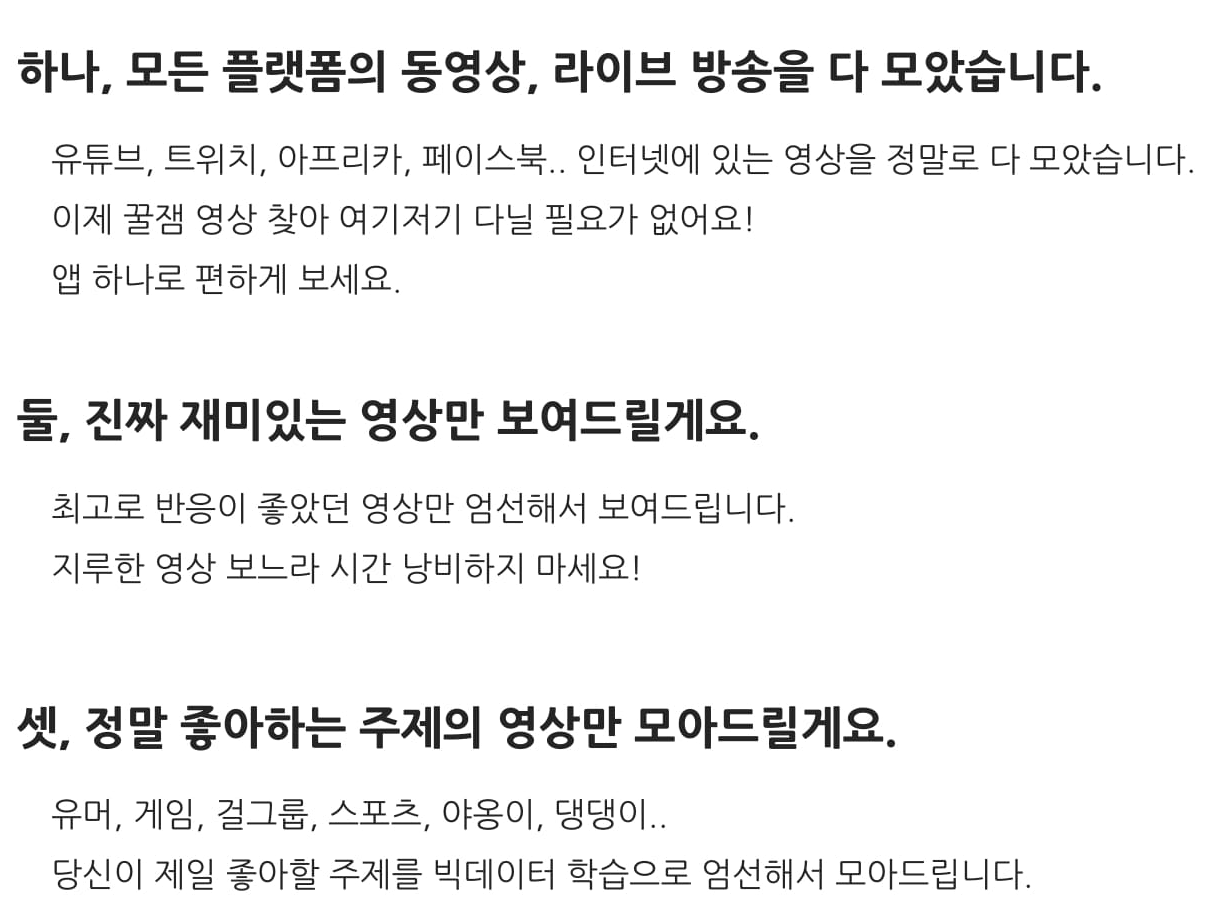 하나, 모든 플랫폼의 동영상, 라이브 방송을 다 모았습니다.
유튜브, 트위치, 아프리카, 페이스북.. 인터넷에 있는 영상을 정말로 다 모았습니다.
이제 꿀잼 영상 찾아 여기저기 다닐 필요가 없어요!
앱 하나로 편하게 보세요.
둘, 진짜 재미있는 영상만 보여드릴게요.
최고로 반응이 좋았던 영상만 엄선해서 보여드립니다.
지루한 영상 보느라 시간 낭비하지 마세요!
셋, 정말 좋아하는 주제의 영상만 모아드릴게요.
유머, 게임, 걸그룹, 스포츠, 야옹이, 댕댕이..
당신이 제일 좋아할 주제를 빅데이터 학습으로 엄선해서 모아드립니다.